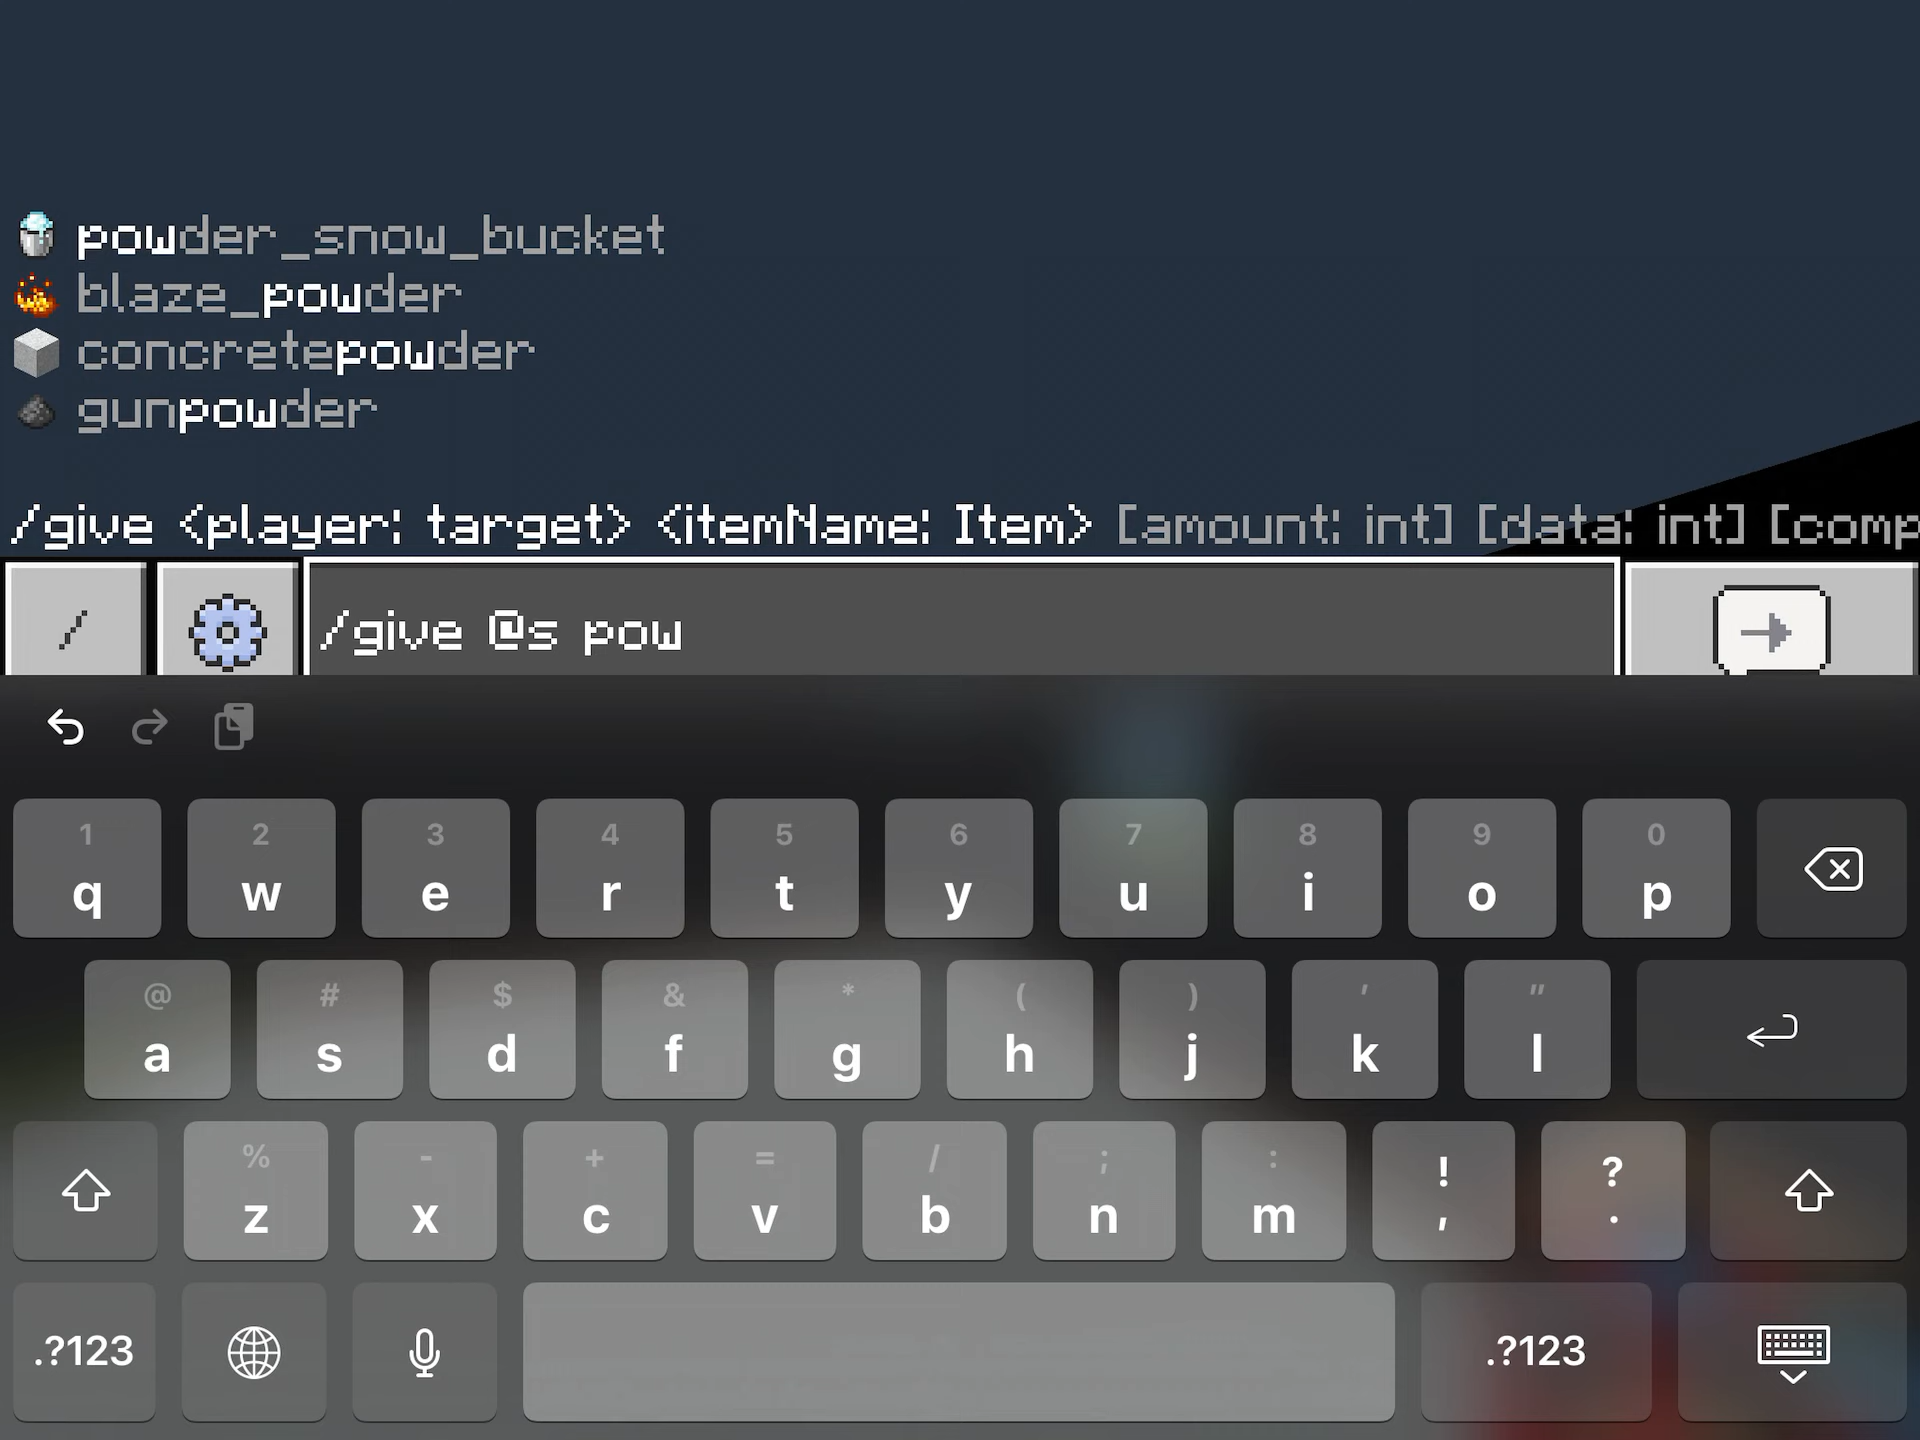 powder_snow_bucket
blaze_powder
concretepowder
gunpowder
/give <player: target> <itemName: Item> [amount: int] [data: int] [comp
/
/give @s pow
1 2 3 4 5 6 7 8 9 0
q w e r t y u i o p
@ # $ & * ( ) ' "
a s d f g h j k l
% - + = / ; : ! ?
z x c v b n m , .
.?123 .?123